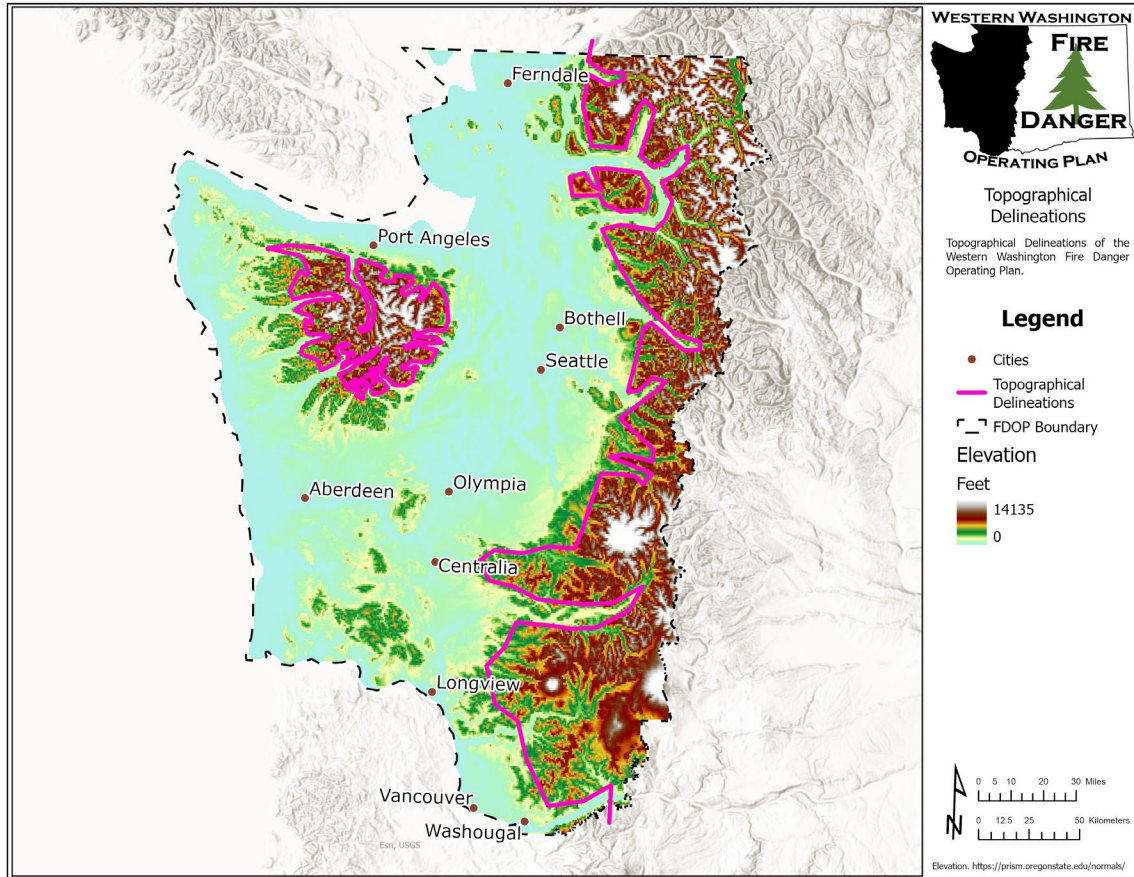 WESTERN WASHINGTON
FIRE
DANGER
OPERATING PLAN
Topographical
Delineations
Topographical Delineations of the
Western Washington Fire Danger
Operating Plan.
Legend
Cities
Topographical
Delineations
FDOP Boundary
Elevation
Feet
14135
0
Ferndale
Port Angeles
Bothell
Seattle
Aberdeen
Olympia
Centralia
Longview
Vancouver
Washougal
Esri, USGS
N
0 5 10 20 30 Miles
0 12.5 25 50 Kilometers
Elevation. https://prism.oregonstate.edu/normals/